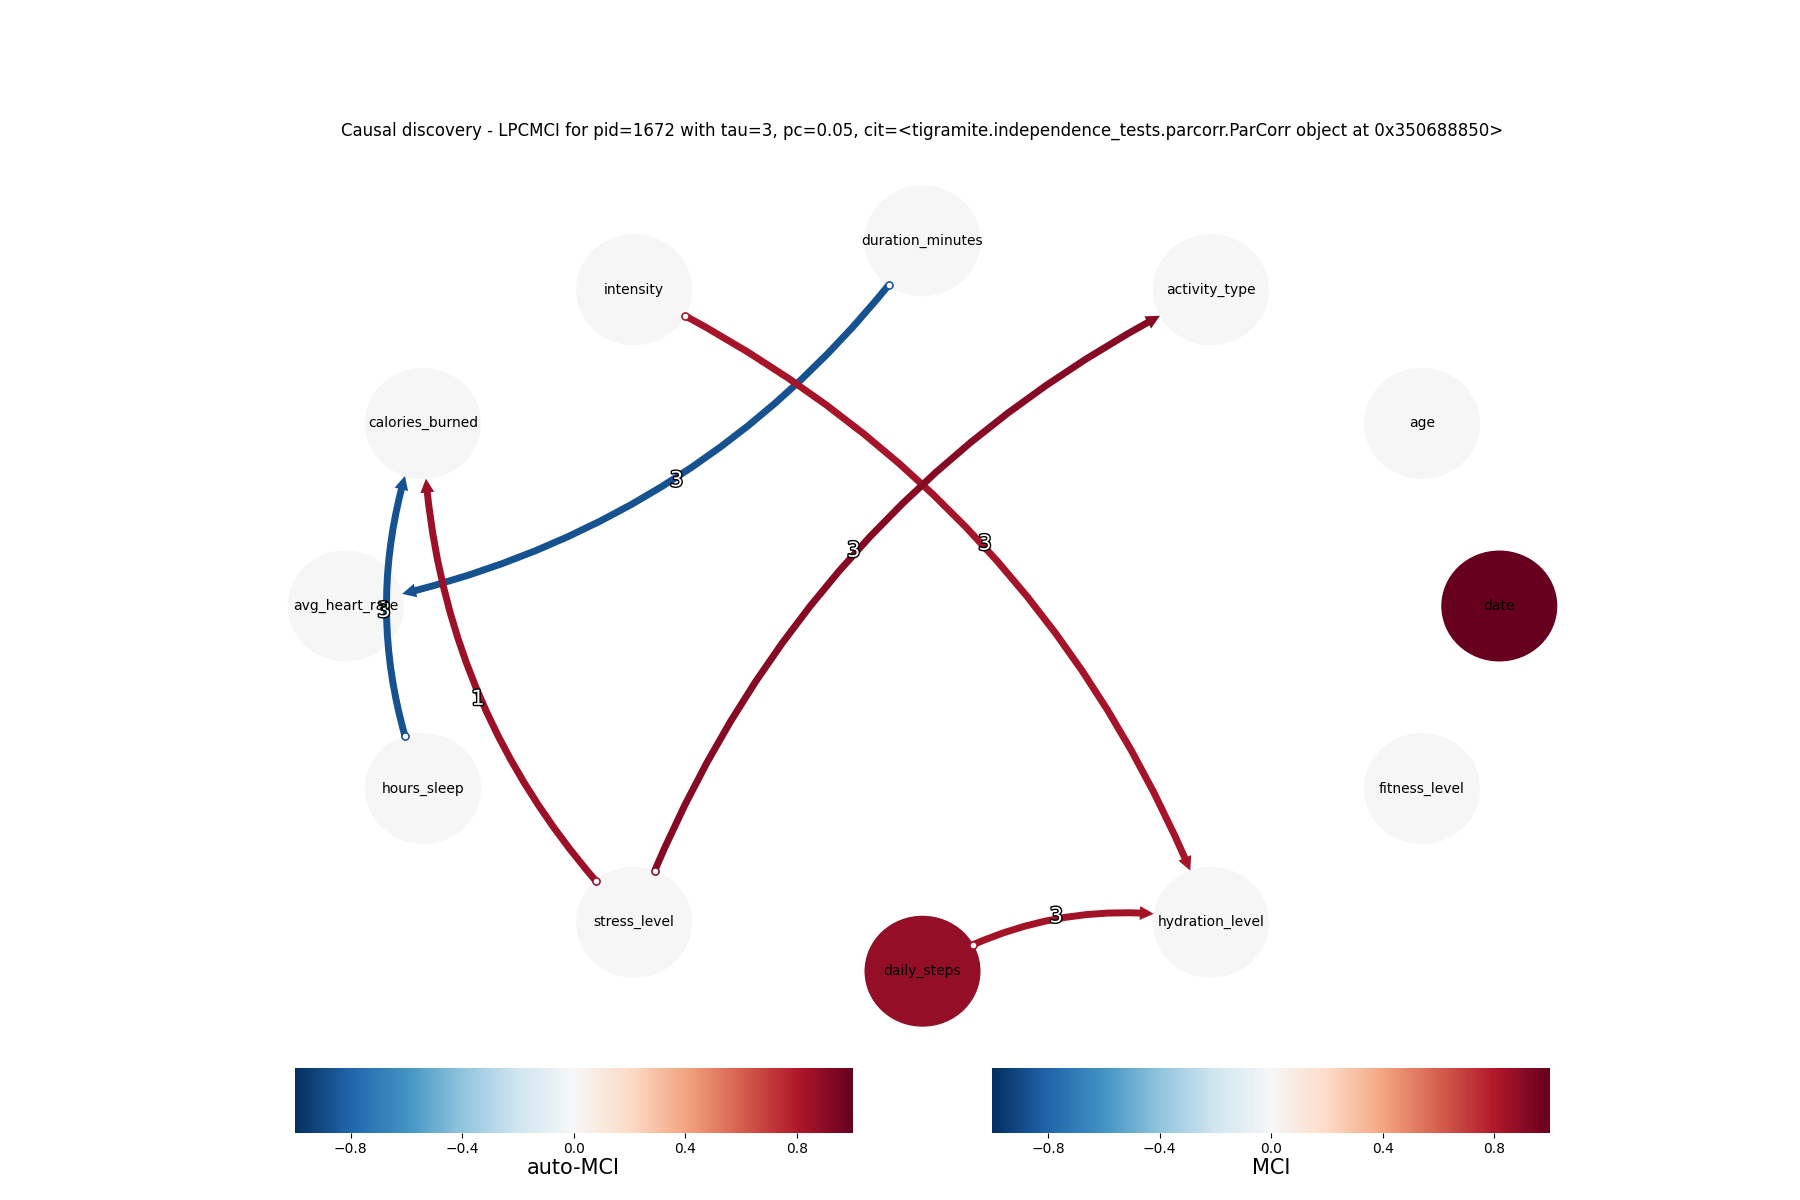 Causal discovery - LPCMCI for pid=1672 with tau=3, pc=0.05, cit=<tigramite.independence_tests.parcorr.ParCorr object at 0x350688850>
duration_minutes
intensity
activity_type
calories_burned
age
3
3
3
avg_heart_rate
3
date
1
hours_sleep
fitness_level
stress_level
3
hydration_level
daily_steps
−0.8 −0.4 0.0 0.4 0.8
auto-MCI
−0.8 −0.4 0.0 0.4 0.8
MCI